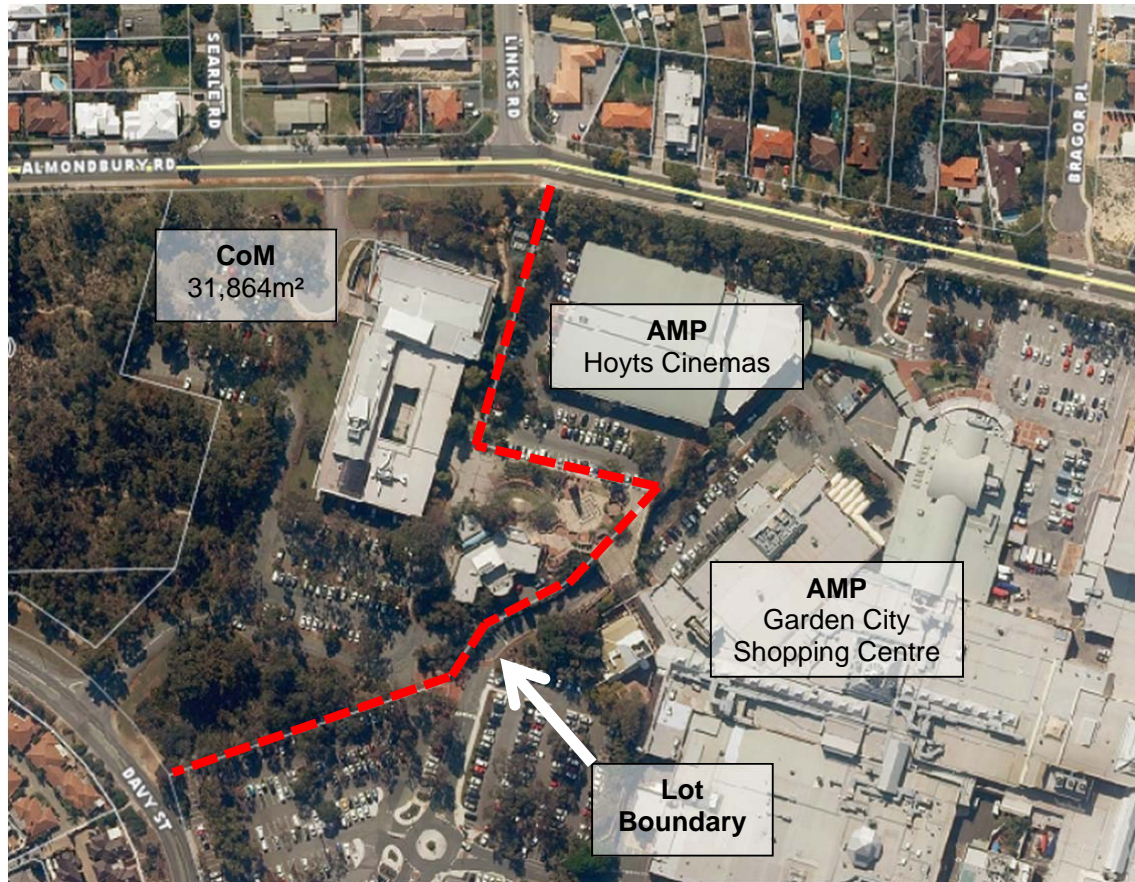 SEARLE RD
LINKS RD
BRAGOR PL
ALMONDBURY RD
CoM
31,864m²
AMP
Hoyts Cinemas
AMP
Garden City
Shopping Centre
DAVY ST
Lot
Boundary